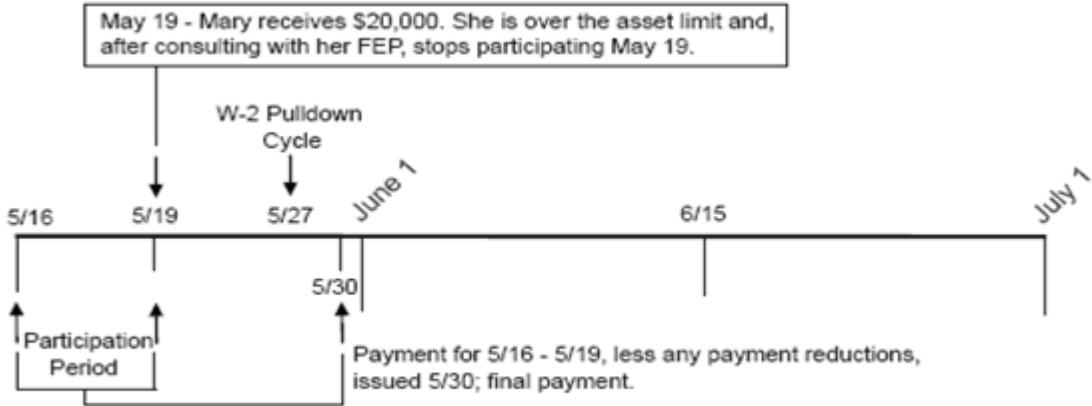 May 19 - Mary receives $20,000. She is over the asset limit and,
after consulting with her FEP, stops participating May 19.
W-2 Pulldown
Cycle
5/16
5/19
5/27
June 1
6/15
July 1
5/30
Participation
Period
Payment for 5/16 - 5/19, less any payment reductions,
issued 5/30; final payment.